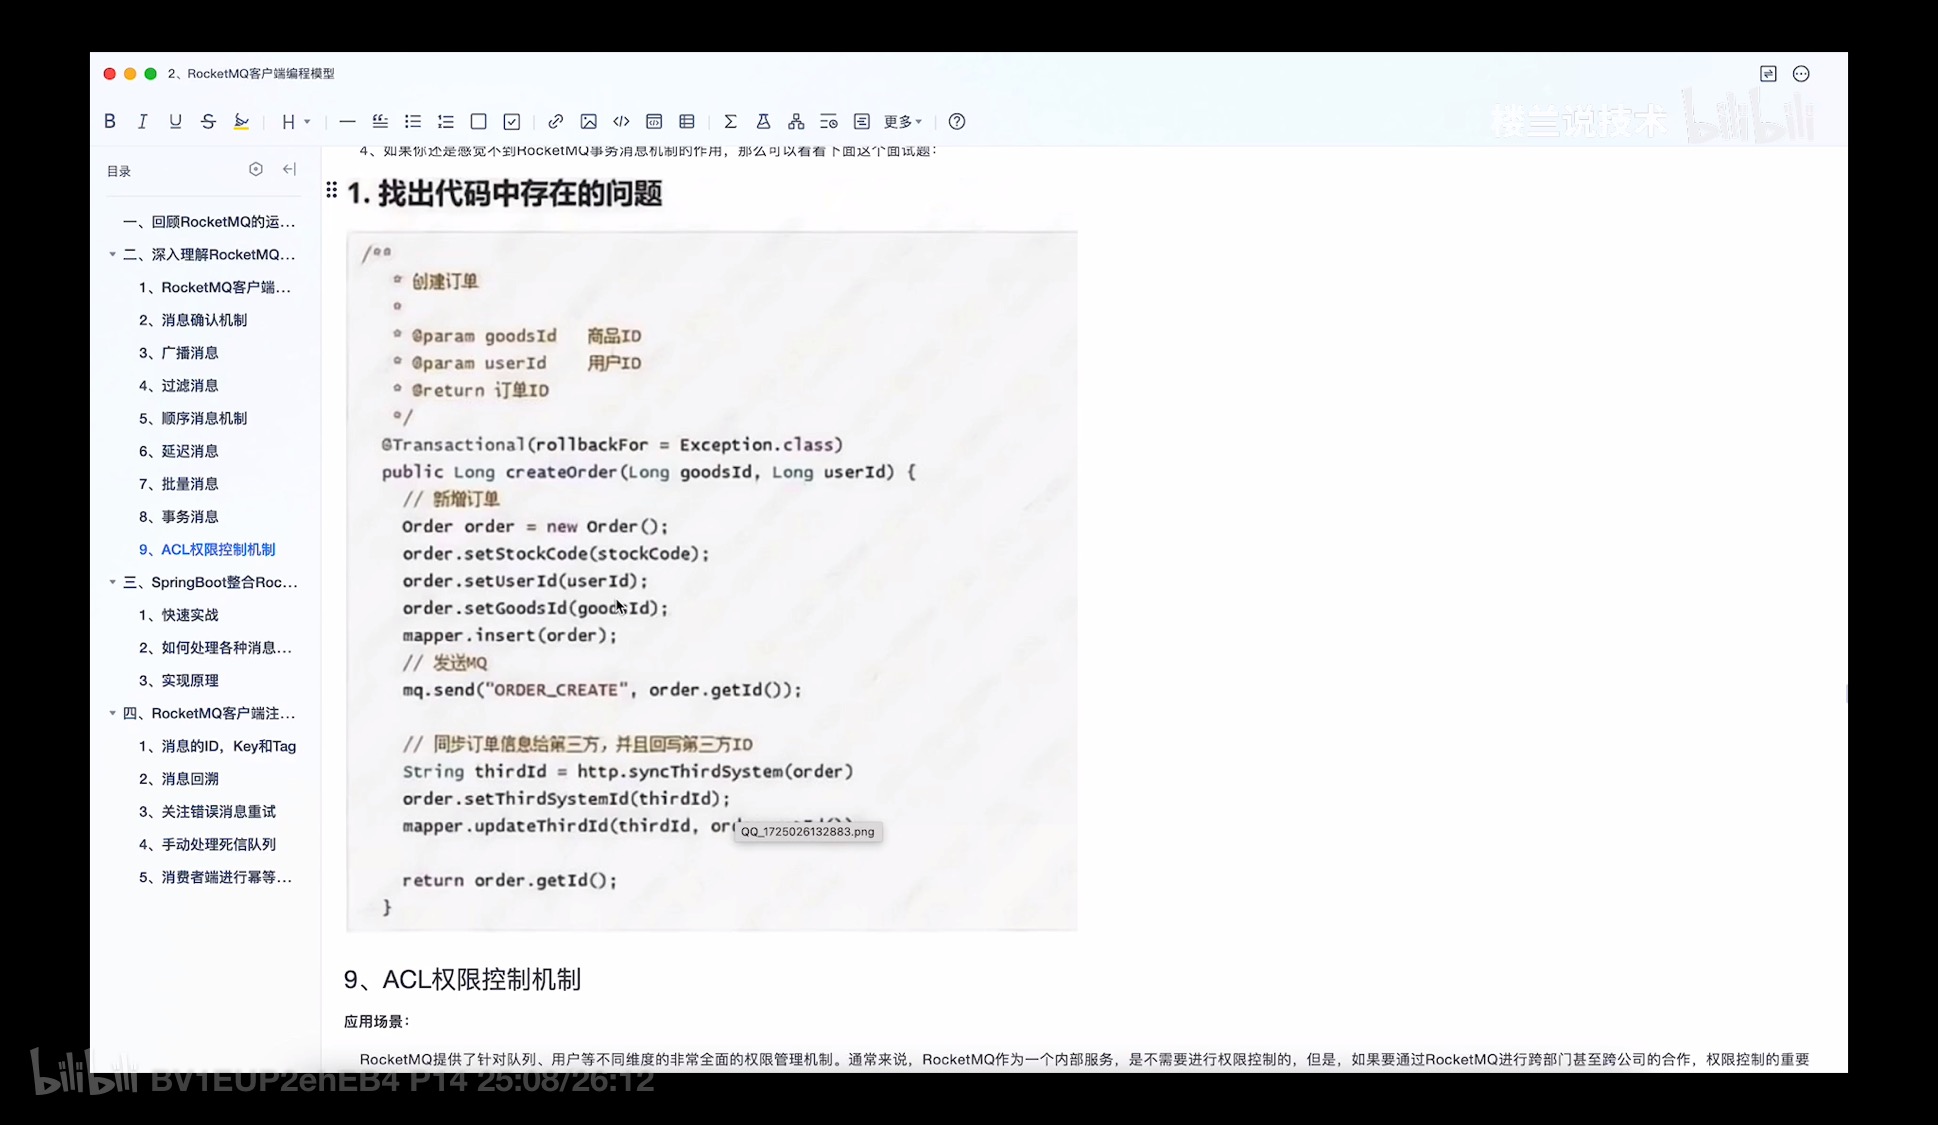 2、RocketMQ客户端编程模型
B I U S H 更多
楼兰说技术 bilibili
目录
一、回顾RocketMQ的运...
二、深入理解RocketMQ...
1、RocketMQ客户端...
2、消息确认机制
3、广播消息
4、过滤消息
5、顺序消息机制
6、延迟消息
7、批量消息
8、事务消息
9、ACL权限控制机制
三、SpringBoot整合Roc...
1、快速实战
2、如何处理各种消息...
3、实现原理
四、RocketMQ客户端注...
1、消息的ID，Key和Tag
2、消息回溯
3、关注错误消息重试
4、手动处理死信队列
5、消费者端进行幂等...
4、如果你还是感觉不到RocketMQ事务消息机制的作用，那么可以看看下面这个面试题：
1. 找出代码中存在的问题
/**
* 创建订单
*
* @param goodsId 商品ID
* @param userId 用户ID
* @return 订单ID
*/
@Transactional(rollbackFor = Exception.class)
public Long createOrder(Long goodsId, Long userId) {
// 新增订单
Order order = new Order();
order.setStockCode(stockCode);
order.setUserId(userId);
order.setGoodsId(goodsId);
mapper.insert(order);
// 发送MQ
mq.send("ORDER_CREATE", order.getId());
// 同步订单信息给第三方，并且回写第三方ID
String thirdId = http.syncThirdSystem(order)
order.setThirdSystemId(thirdId);
mapper.updateThirdId(thirdId,
QQ_1725026132883.png
return order.getId();
}
9、ACL权限控制机制
应用场景：
RocketMQ提供了针对队列、用户等不同维度的非常全面的权限管理机制。通常来说，RocketMQ作为一个内部服务，是不需要进行权限控制的，但是，如果要通过RocketMQ进行跨部门甚至跨公司的合作，权限控制的重要
bilibili BV1EUP2ehEB4 P14 25:08/26:12